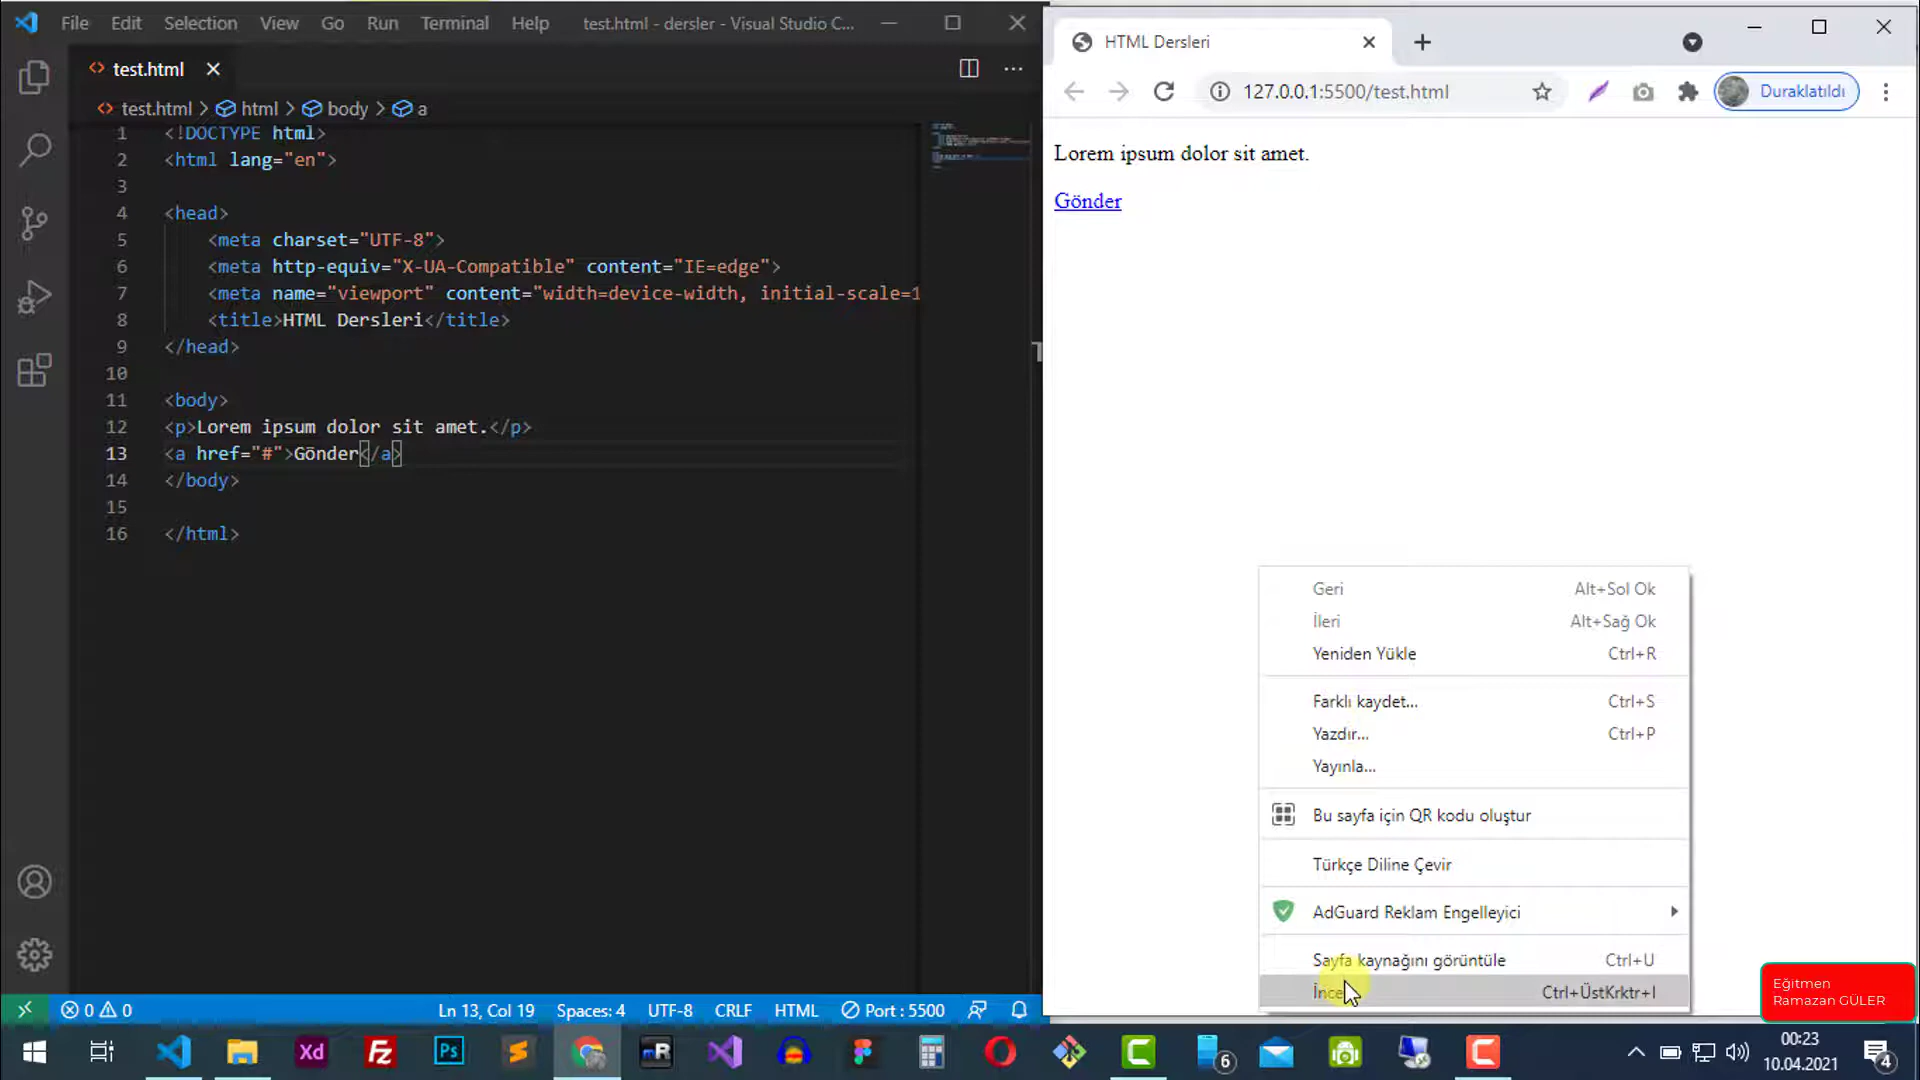 File Edit Selection View Go Run Terminal Help test.html - dersler - Visual Studio C...
test.html
test.html > html > body > a
1 <!DOCTYPE html>
2 <html lang="en">
3
4 <head>
5 <meta charset="UTF-8">
6 <meta http-equiv="X-UA-Compatible" content="IE=edge">
7 <meta name="viewport" content="width=device-width, initial-scale=1
8 <title>HTML Dersleri</title>
9 </head>
10
11 <body>
12 <p>Lorem ipsum dolor sit amet.</p>
13 <a href="#">Gönder</a>
14 </body>
15
16 </html>
0 0 Ln 13, Col 19 Spaces: 4 UTF-8 CRLF HTML Port : 5500
HTML Dersleri
127.0.0.1:5500/test.html Duraklatıldı
Lorem ipsum dolor sit amet.
Gönder
Geri Alt+Sol Ok
İleri Alt+Sağ Ok
Yeniden Yükle Ctrl+R
Farklı kaydet... Ctrl+S
Yazdır... Ctrl+P
Yayınla...
Bu sayfa için QR kodu oluştur
Türkçe Diline Çevir
AdGuard Reklam Engelleyici
Sayfa kaynağını görüntüle Ctrl+U
Ctrl+ÜstKrktr+I
Eğitmen
Ramazan GÜLER
Xd Fz Ps mR 6
00:23
10.04.2021
4